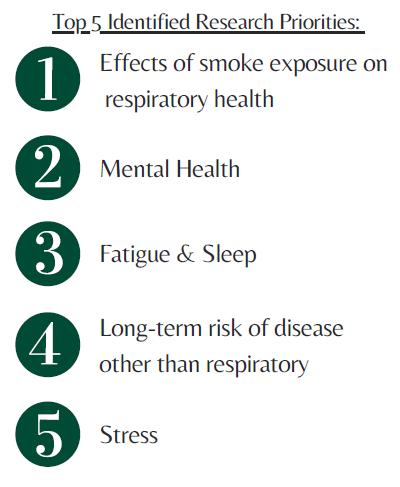 Top 5 Identified Research Priorities:
1 Effects of smoke exposure on
respiratory health
2 Mental Health
3 Fatigue & Sleep
4 Long-term risk of disease
other than respiratory
5 Stress